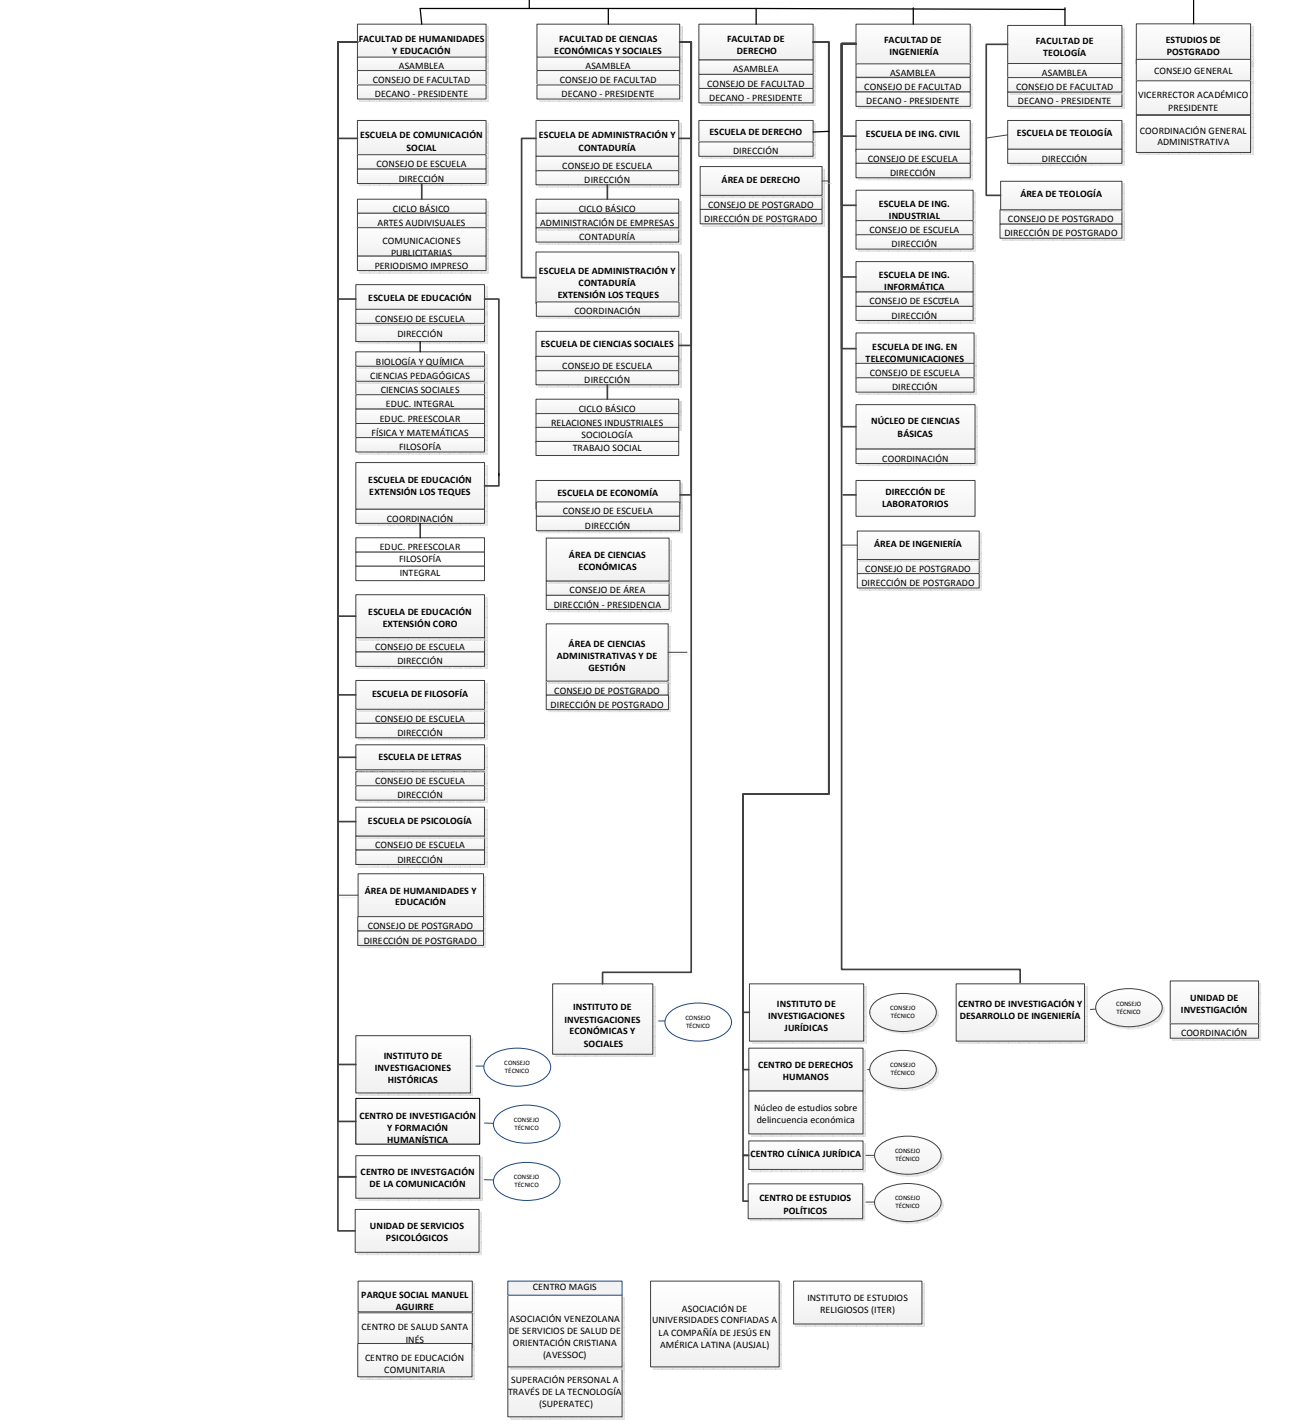 FACULTAD DE HUMANIDADES
Y EDUCACIÓN
ASAMBLEA
CONSEJO DE FACULTAD
DECANO - PRESIDENTE
ESCUELA DE COMUNICACIÓN
SOCIAL
CONSEJO DE ESCUELA
DIRECCIÓN
CICLO BÁSICO
ARTES AUDIVISUALES
COMUNICACIONES
PUBLICITARIAS
PERIODISMO IMPRESO
ESCUELA DE EDUCACIÓN
CONSEJO DE ESCUELA
DIRECCIÓN
BIOLOGÍA Y QUÍMICA
CIENCIAS PEDAGÓGICAS
CIENCIAS SOCIALES
EDUC. INTEGRAL
EDUC. PREESCOLAR
FÍSICA Y MATEMÁTICAS
FILOSOFÍA
ESCUELA DE EDUCACIÓN
EXTENSIÓN LOS TEQUES
COORDINACIÓN
EDUC. PREESCOLAR
FILOSOFÍA
INTEGRAL
ESCUELA DE EDUCACIÓN
EXTENSIÓN CORO
CONSEJO DE ESCUELA
DIRECCIÓN
ESCUELA DE FILOSOFÍA
CONSEJO DE ESCUELA
DIRECCIÓN
ESCUELA DE LETRAS
CONSEJO DE ESCUELA
DIRECCIÓN
ESCUELA DE PSICOLOGÍA
CONSEJO DE ESCUELA
DIRECCIÓN
ÁREA DE HUMANIDADES Y
EDUCACIÓN
CONSEJO DE POSTGRADO
DIRECCIÓN DE POSTGRADO
INSTITUTO DE
INVESTIGACIONES
HISTÓRICAS
CONSEJO
TÉCNICO
CENTRO DE INVESTIGACIÓN
Y FORMACIÓN
HUMANÍSTICA
CONSEJO
TÉCNICO
CENTRO DE INVESTGACIÓN
DE LA COMUNICACIÓN
CONSEJO
TÉCNICO
UNIDAD DE SERVICIOS
PSICOLÓGICOS
FACULTAD DE CIENCIAS
ECONÓMICAS Y SOCIALES
ASAMBLEA
CONSEJO DE FACULTAD
DECANO - PRESIDENTE
ESCUELA DE ADMINISTRACIÓN Y
CONTADURÍA
CONSEJO DE ESCUELA
DIRECCIÓN
CICLO BÁSICO
ADMINISTRACIÓN DE EMPRESAS
CONTADURÍA
ESCUELA DE ADMINISTRACIÓN Y
CONTADURÍA
EXTENSIÓN LOS TEQUES
COORDINACIÓN
ESCUELA DE CIENCIAS SOCIALES
CONSEJO DE ESCUELA
DIRECCIÓN
CICLO BÁSICO
RELACIONES INDUSTRIALES
SOCIOLOGÍA
TRABAJO SOCIAL
ESCUELA DE ECONOMÍA
CONSEJO DE ESCUELA
DIRECCIÓN
ÁREA DE CIENCIAS
ECONÓMICAS
CONSEJO DE ÁREA
DIRECCIÓN - PRESIDENCIA
ÁREA DE CIENCIAS
ADMINISTRATIVAS Y DE
GESTIÓN
CONSEJO DE POSTGRADO
DIRECCIÓN DE POSTGRADO
INSTITUTO DE
INVESTIGACIONES
ECONÓMICAS Y
SOCIALES
CONSEJO
TÉCNICO
FACULTAD DE
DERECHO
ASAMBLEA
CONSEJO DE FACULTAD
DECANO - PRESIDENTE
ESCUELA DE DERECHO
DIRECCIÓN
ÁREA DE DERECHO
CONSEJO DE POSTGRADO
DIRECCIÓN DE POSTGRADO
INSTITUTO DE
INVESTIGACIONES
JURÍDICAS
CONSEJO
TÉCNICO
CENTRO DE DERECHOS
HUMANOS
Núcleo de estudios sobre
delincuencia económica
CONSEJO
TÉCNICO
CENTRO CLÍNICA JURÍDICA
CONSEJO
TÉCNICO
CENTRO DE ESTUDIOS
POLÍTICOS
CONSEJO
TÉCNICO
FACULTAD DE
INGENIERÍA
ASAMBLEA
CONSEJO DE FACULTAD
DECANO - PRESIDENTE
ESCUELA DE ING. CIVIL
CONSEJO DE ESCUELA
DIRECCIÓN
ESCUELA DE ING.
INDUSTRIAL
CONSEJO DE ESCUELA
DIRECCIÓN
ESCUELA DE ING.
INFORMÁTICA
CONSEJO DE ESCUELA
DIRECCIÓN
ESCUELA DE ING. EN
TELECOMUNICACIONES
CONSEJO DE ESCUELA
DIRECCIÓN
NÚCLEO DE CIENCIAS
BÁSICAS
COORDINACIÓN
DIRECCIÓN DE
LABORATORIOS
ÁREA DE INGENIERÍA
CONSEJO DE POSTGRADO
DIRECCIÓN DE POSTGRADO
CENTRO DE INVESTIGACIÓN Y
DESARROLLO DE INGENIERÍA
CONSEJO
TÉCNICO
FACULTAD DE
TEOLOGÍA
ASAMBLEA
CONSEJO DE FACULTAD
DECANO - PRESIDENTE
ESCUELA DE TEOLOGÍA
DIRECCIÓN
ÁREA DE TEOLOGÍA
CONSEJO DE POSTGRADO
DIRECCIÓN DE POSTGRADO
ESTUDIOS DE
POSTGRADO
CONSEJO GENERAL
VICERRECTOR ACADÉMICO
PRESIDENTE
COORDINACIÓN GENERAL
ADMINISTRATIVA
UNIDAD DE
INVESTIGACIÓN
COORDINACIÓN
PARQUE SOCIAL MANUEL
AGUIRRE
CENTRO DE SALUD SANTA
INÉS
CENTRO DE EDUCACIÓN
COMUNITARIA
CENTRO MAGIS
ASOCIACIÓN VENEZOLANA
DE SERVICIOS DE SALUD DE
ORIENTACIÓN CRISTIANA
(AVESSOC)
SUPERACIÓN PERSONAL A
TRAVÉS DE LA TECNOLOGÍA
(SUPERATEC)
ASOCIACIÓN DE
UNIVERSIDADES CONFIADAS A
LA COMPAÑÍA DE JESÚS EN
AMÉRICA LATINA (AUSJAL)
INSTITUTO DE ESTUDIOS
RELIGIOSOS (ITER)